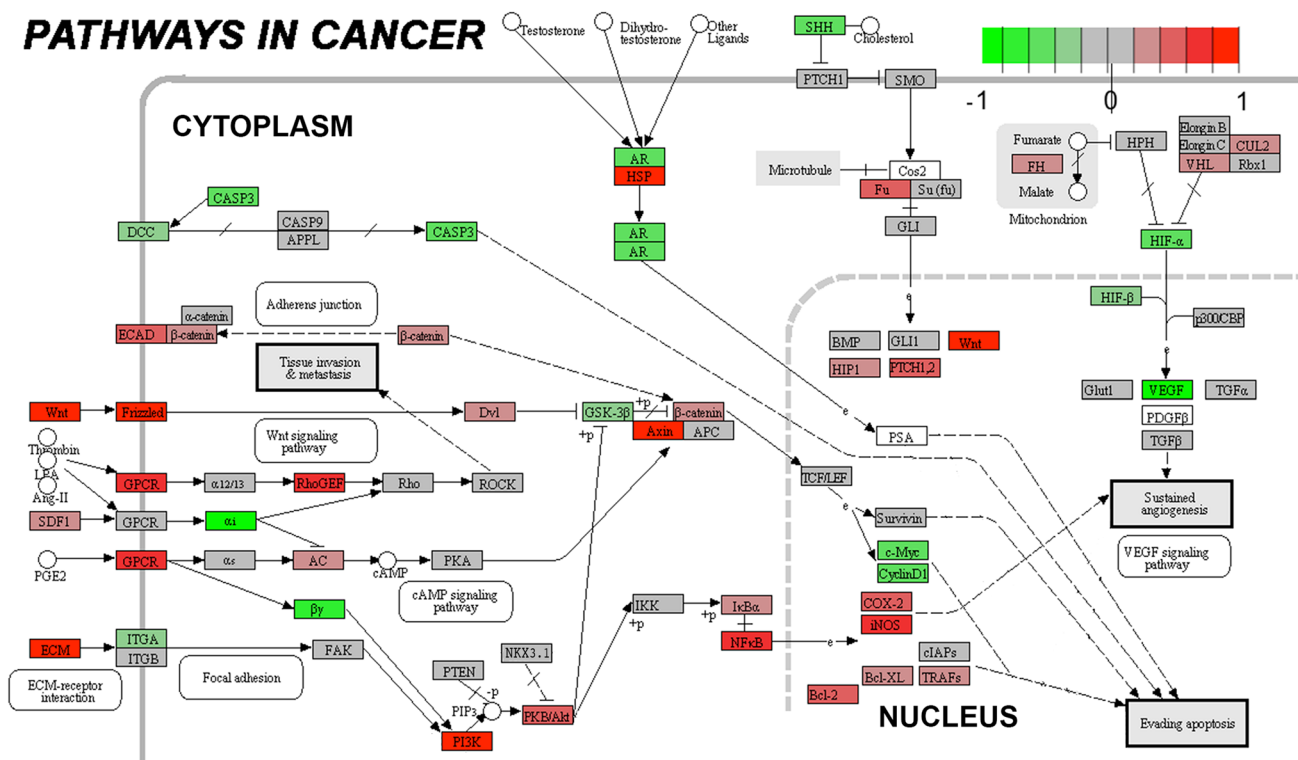 PATHWAYS IN CANCER
Testosterone
Dihydro-
testosterone
Other
Ligands
SHH
Cholesterol
PTCH1
SMO
-1
0
1
CYTOPLASM
AR
HSP
Microtubule
Cos2
Fu
Su (fu)
GLI
Fumarate
FH
Malate
Mitochondrion
HPH
Elongin B
Elongin C
CUL2
VHL
Rbx1
CASP3
DCC
CASP9
APPL
CASP3
AR
AR
HIF-α
e
HIF-β
p300/CBP
e
α-catenin
ECAD
β-catenin
Adherens junction
β-catenin
Tissue invasion
& metastasis
BMP
GLI1
Wnt
HIP1
PTCH1,2
Glut1
VEGF
TGFα
PDGFβ
TGFβ
Wnt
Frizzled
Wnt signaling
pathway
Dvl
GSK-3β
+p
+p
β-catenin
Axin
APC
e
PSA
Thrombin
LPA
Ang-II
GPCR
α12/13
RhoGEF
Rho
ROCK
TCF/LEF
Sustained
angiogenesis
SDF1
GPCR
αi
e
Survivin
PGE2
GPCR
αs
AC
cAMP
PKA
c-Myc
CyclinD1
VEGF signaling
pathway
cAMP signaling
pathway
βγ
IKK
+p
+p
IκBα
NFκB
e
COX-2
iNOS
ECM
ITGA
ITGB
FAK
ECM-receptor
interaction
Focal adhesion
PTEN
NKX3.1
-p
PIP3
PKB/Akt
PI3K
cIAPs
Bcl-XL
TRAFs
Bcl-2
NUCLEUS
Evading apoptosis